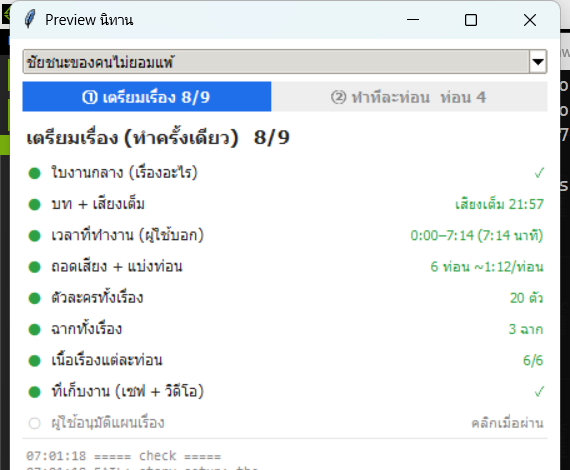 Preview นิทาน
ชัยชนะของคนไม่ยอมแพ้
① เตรียมเรื่อง 8/9
② ทำทีละท่อน ท่อน 4
เตรียมเรื่อง (ทำครั้งเดียว) 8/9
ใบงานกลาง (เรื่องอะไร) ✓
บท + เสียงเต็ม เสียงเต็ม 21:57
เวลาที่ทำงาน (ผู้ใช้บอก) 0:00–7:14 (7:14 นาที)
ถอดเสียง + แบ่งท่อน 6 ท่อน ~1:12/ท่อน
ตัวละครทั้งเรื่อง 20 ตัว
ฉากทั้งเรื่อง 3 ฉาก
เนื้อเรื่องแต่ละท่อน 6/6
ที่เก็บงาน (เซฟ + วิดีโอ) ✓
ผู้ใช้อนุมัติแผนเรื่อง คลิกเมื่อผ่าน
07:01:18 ===== check =====